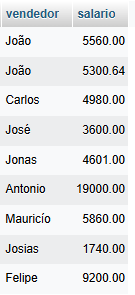 vendedor salario
João 5560.00
João 5300.64
Carlos 4980.00
José 3600.00
Jonas 4601.00
Antonio 19000.00
Mauricío 5860.00
Josias 1740.00
Felipe 9200.00